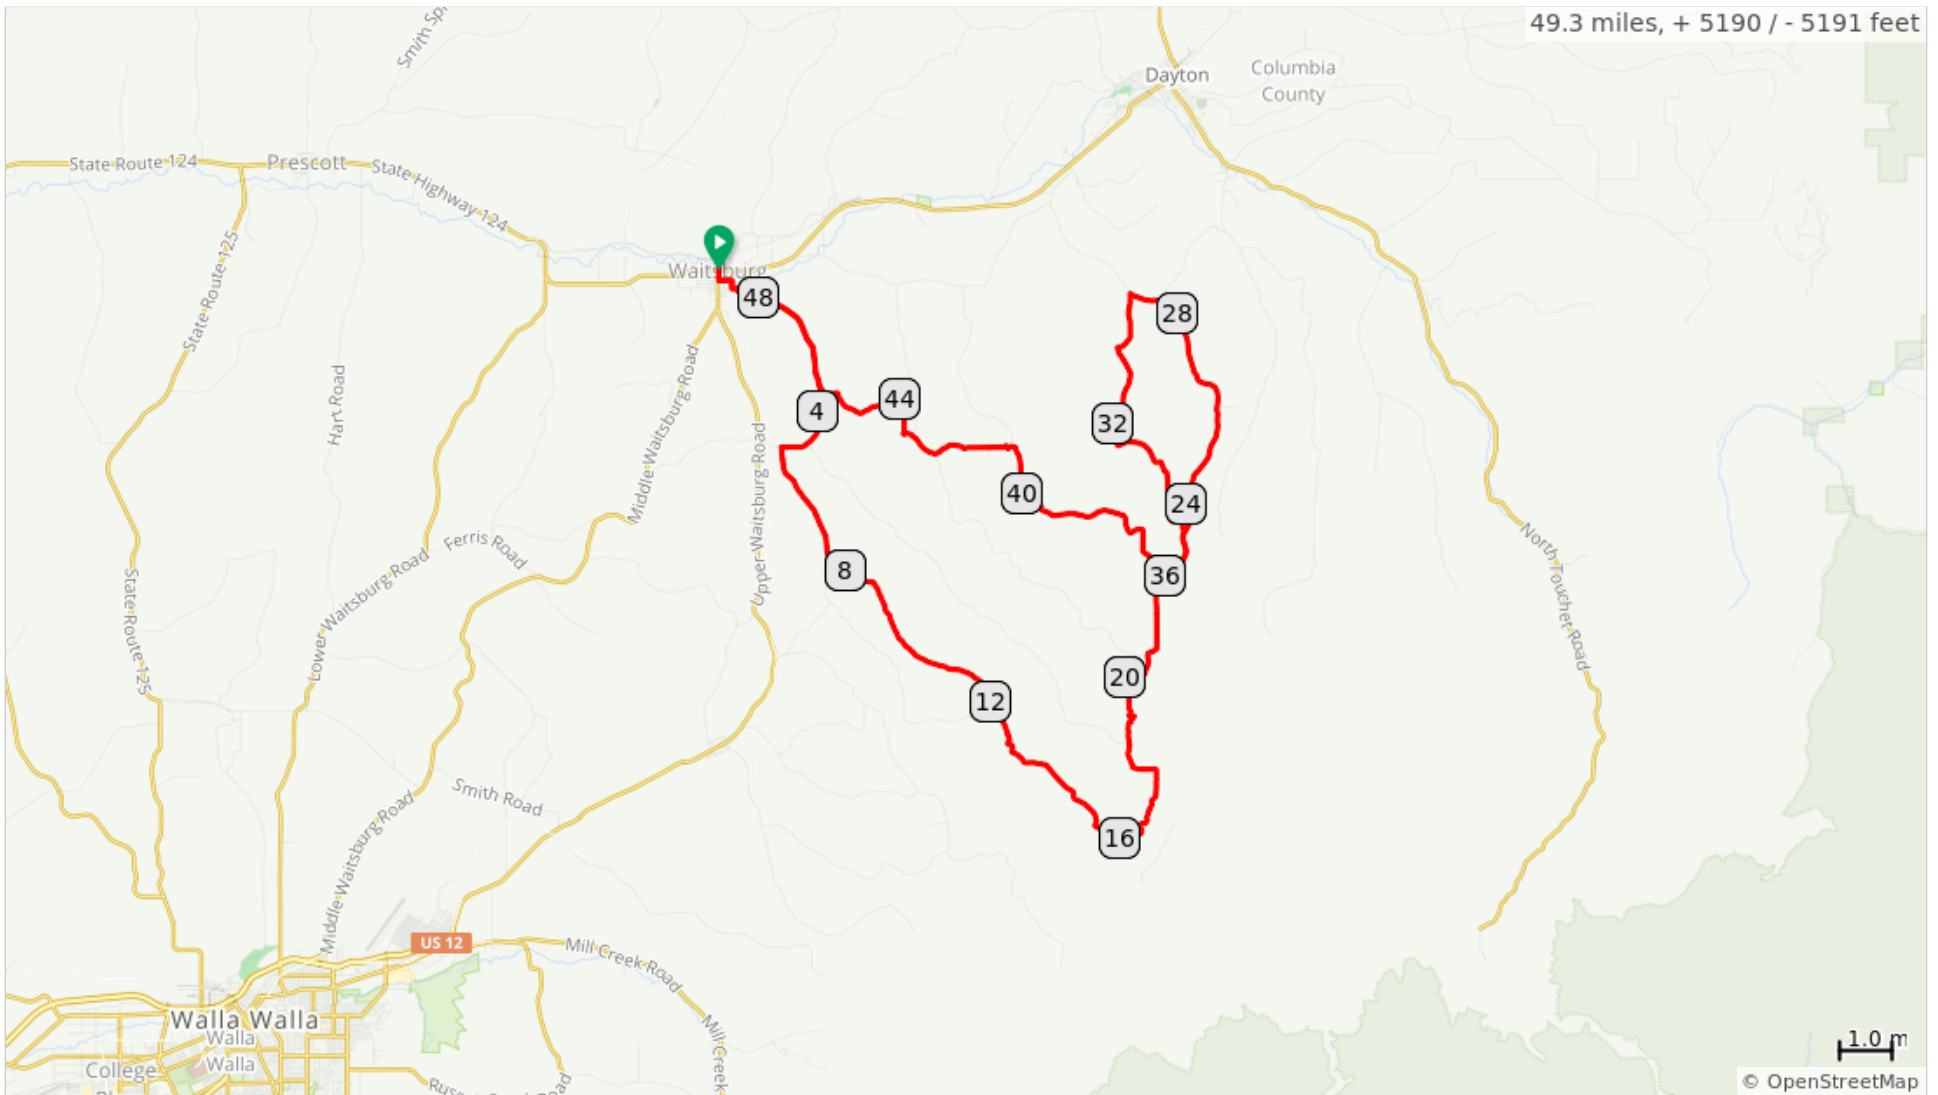 49.3 miles, + 5190 / - 5191 feet
Dayton
Columbia
County
State Route 124
Prescott
State Highway 124
State Route 125
Waitsburg
48
28
Hart Road
Middle Waitsburg Road
4
44
32
Upper Waitsburg Road
40
24
Ferris Road
8
36
North Touchet Road
State Route 125
Lower Waitsburg Road
20
12
Smith Road
16
Middle Waitsburg Road
US 12
Mill Creek Road
Walla Walla
Walla
Walla
College
Mill Creek
Road
1.0 m
© OpenStreetMap